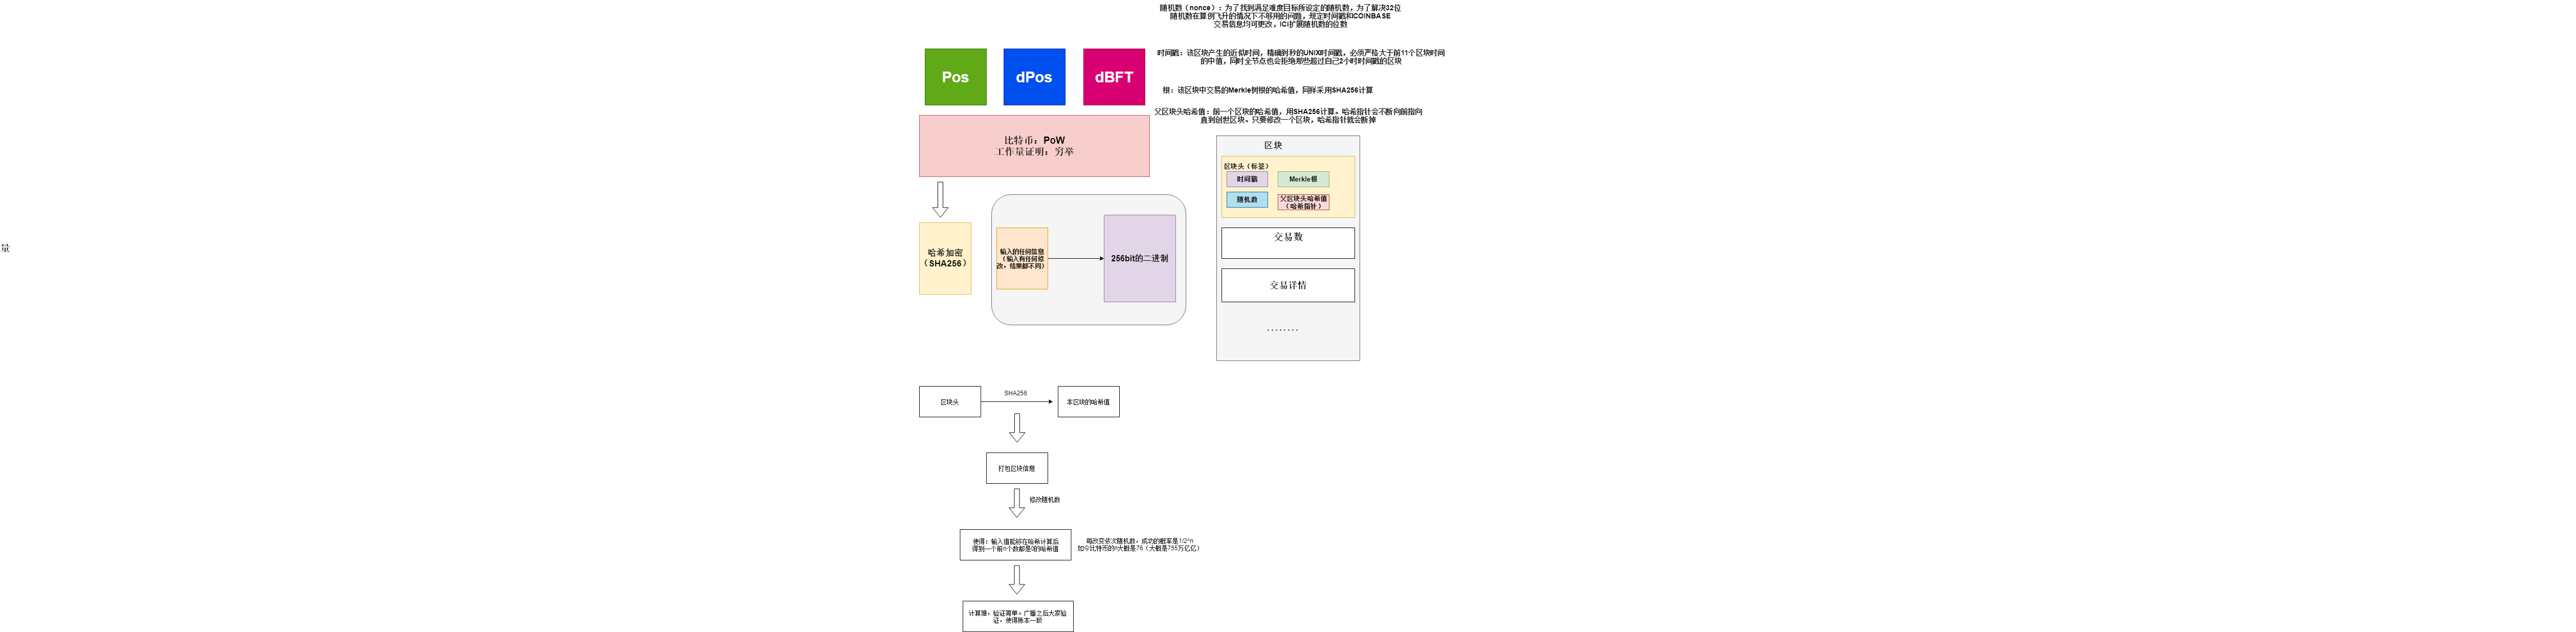 随机数（nonce）：为了找到满足难度目标所设定的随机数，为了解决32位
随机数在算例飞升的情况下不够用的问题，规定时间戳和COINBASE
交易信息均可更改，ICI扩展随机数的位数
时间戳：该区块产生的近似时间，精确到秒的UNIX时间戳，必须严格大于前11个区块时间
的中值，同时全节点也会拒绝那些超过自己2小时时间戳的区块
Pos
dPos
dBFT
根：该区块中交易的Merkle树根的哈希值，同样采用SHA256计算
父区块头哈希值：前一个区块的哈希值，用SHA256计算。哈希指针会不断向前指向
直到创世区块。只要修改一个区块，哈希指针就会断掉
比特币：PoW
工作量证明：穷举
区块
区块头（标签）
时间戳
Merkle根
随机数
父区块头哈希值
（哈希指针）
交易数
交易详情
········
量
哈希加密
（SHA256）
输入的任何信息
（输入有任何修
改，结果都不同）
256bit的二进制
区块头
SHA256
本区块的哈希值
打包区块信息
修改随机数
使得：输入值能够在哈希计算后
得到一个前n个数都是0的哈希值
每改变依次随机数，成功的概率是1/2^n
如今比特币的n大概是76（大概是755万亿亿）
计算难，验证简单。广播之后大家验
证，使得账本一致